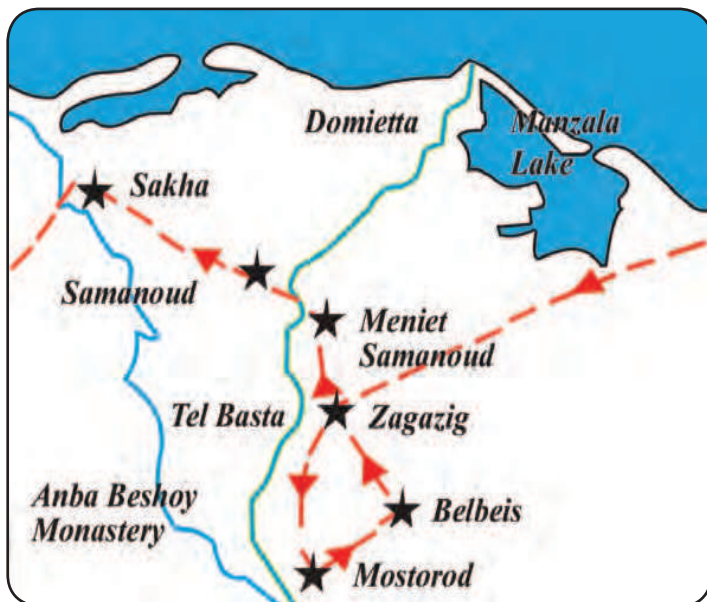 Domietta
Manzala
Lake
Sakha
Samanoud
Meniet
Samanoud
Tel Basta
Zagazig
Anba Beshoy
Monastery
Belbeis
Mostorod